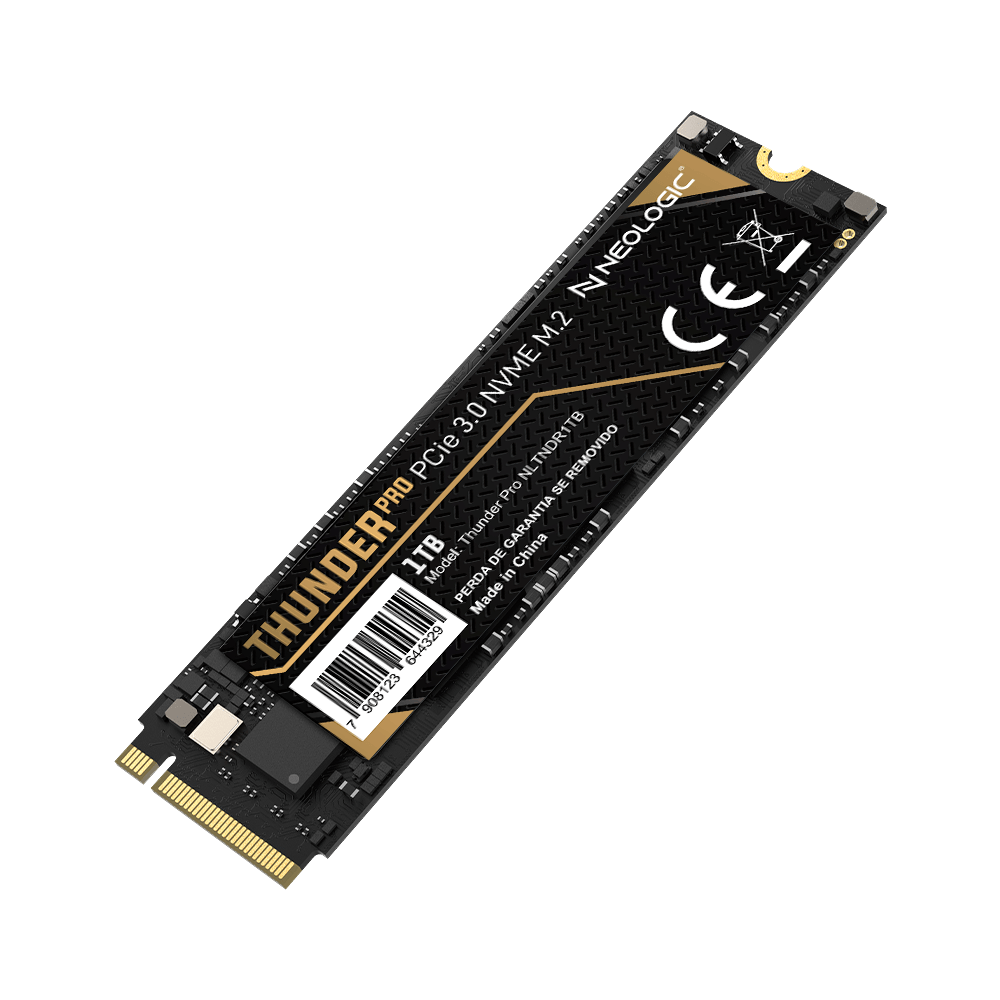 NEOLOGIC®
CE
THUNDER PRO PCie 3.0 NVME M.2
1TB
Model: Thunder Pro NLTNDR1TB
PERDA DE GARANTIA SE REMOVIDO
Made in China
7 908123 644329